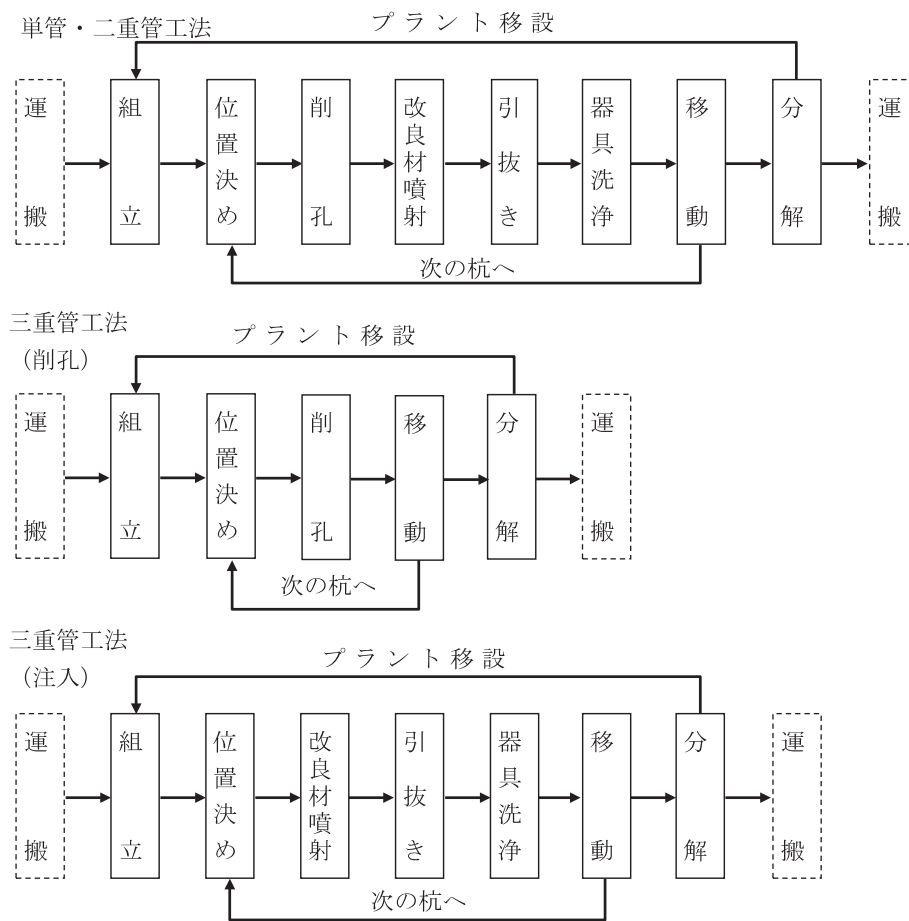 単管・二重管工法
プラント移設
運搬
組立
位置決め
削孔
改良材噴射
引抜き
器具洗浄
移動
分解
運搬
次の杭へ
三重管工法
(削孔)
プラント移設
運搬
組立
位置決め
削孔
移動
分解
運搬
次の杭へ
三重管工法
(注入)
プラント移設
運搬
組立
位置決め
改良材噴射
引抜き
器具洗浄
移動
分解
運搬
次の杭へ